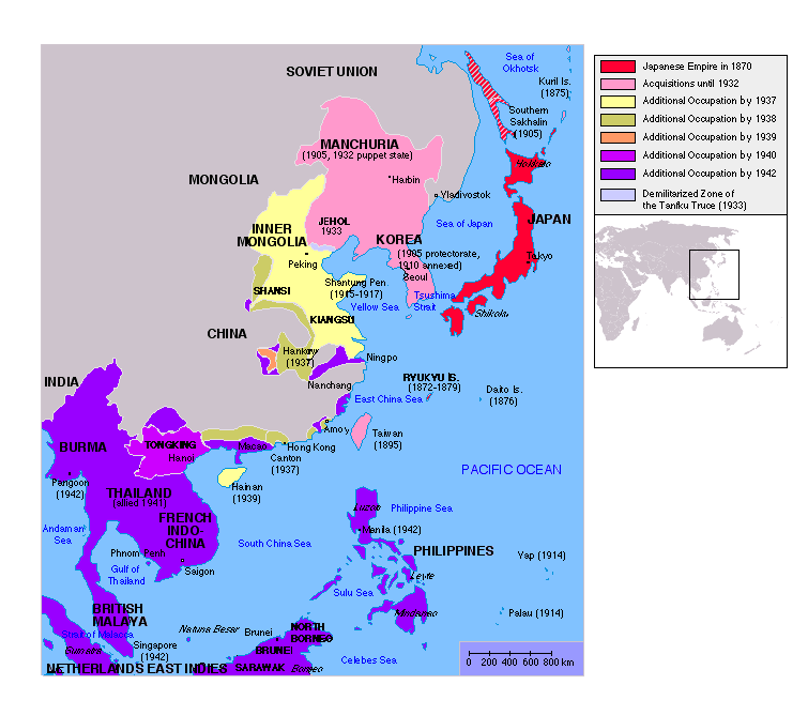 SOVIET UNION
Sea of
Okhotsk
Kuril Is.
(1875)
Southern
Sakhalin
(1905)
MANCHURIA
(1905, 1932 puppet state)
Hokkaido
Harbin
MONGOLIA
Vladivostok
JEHOL
1933
Sea of Japan
JAPAN
INNER
MONGOLIA
KOREA
(1905 protectorate,
1910 annexed)
Peking
Seoul
Tokyo
SHANSI
Shantung Pen.
(1915-1917)
Tsushima
Strait
Yellow Sea
Shikoku
KIANGSU
CHINA
Hankow
(1937)
Ningpo
Nanchang
INDIA
RYUKYU IS.
(1872-1879)
Daito Is.
(1876)
East China Sea
Amoy
Taiwan
(1895)
BURMA
TONGKING
Hanoi
Macao
Hong Kong
Canton
(1937)
PACIFIC OCEAN
Rangoon
(1942)
THAILAND
(allied 1941)
Hainan
(1939)
Luzon
Philippine Sea
FRENCH
INDO-
CHINA
Andaman
Sea
Manila (1942)
South China Sea
Phnom Penh
PHILIPPINES
Yap (1914)
Gulf of
Thailand
Saigon
Leyte
Sulu Sea
BRITISH
MALAYA
Mindanao
Palau (1914)
Strait of Malacca
Natuna Besar
Brunei
NORTH
BORNEO
Singapore
(1942)
Sumatra
BRUNEI
Celebes Sea
NETHERLANDS EAST INDIES
SARAWAK
Borneo
0 200 400 600 800 km
Japanese Empire in 1870
Acquisitions until 1932
Additional Occupation by 1937
Additional Occupation by 1938
Additional Occupation by 1939
Additional Occupation by 1940
Additional Occupation by 1942
Demilitarized Zone of
the Tanku Truce (1933)